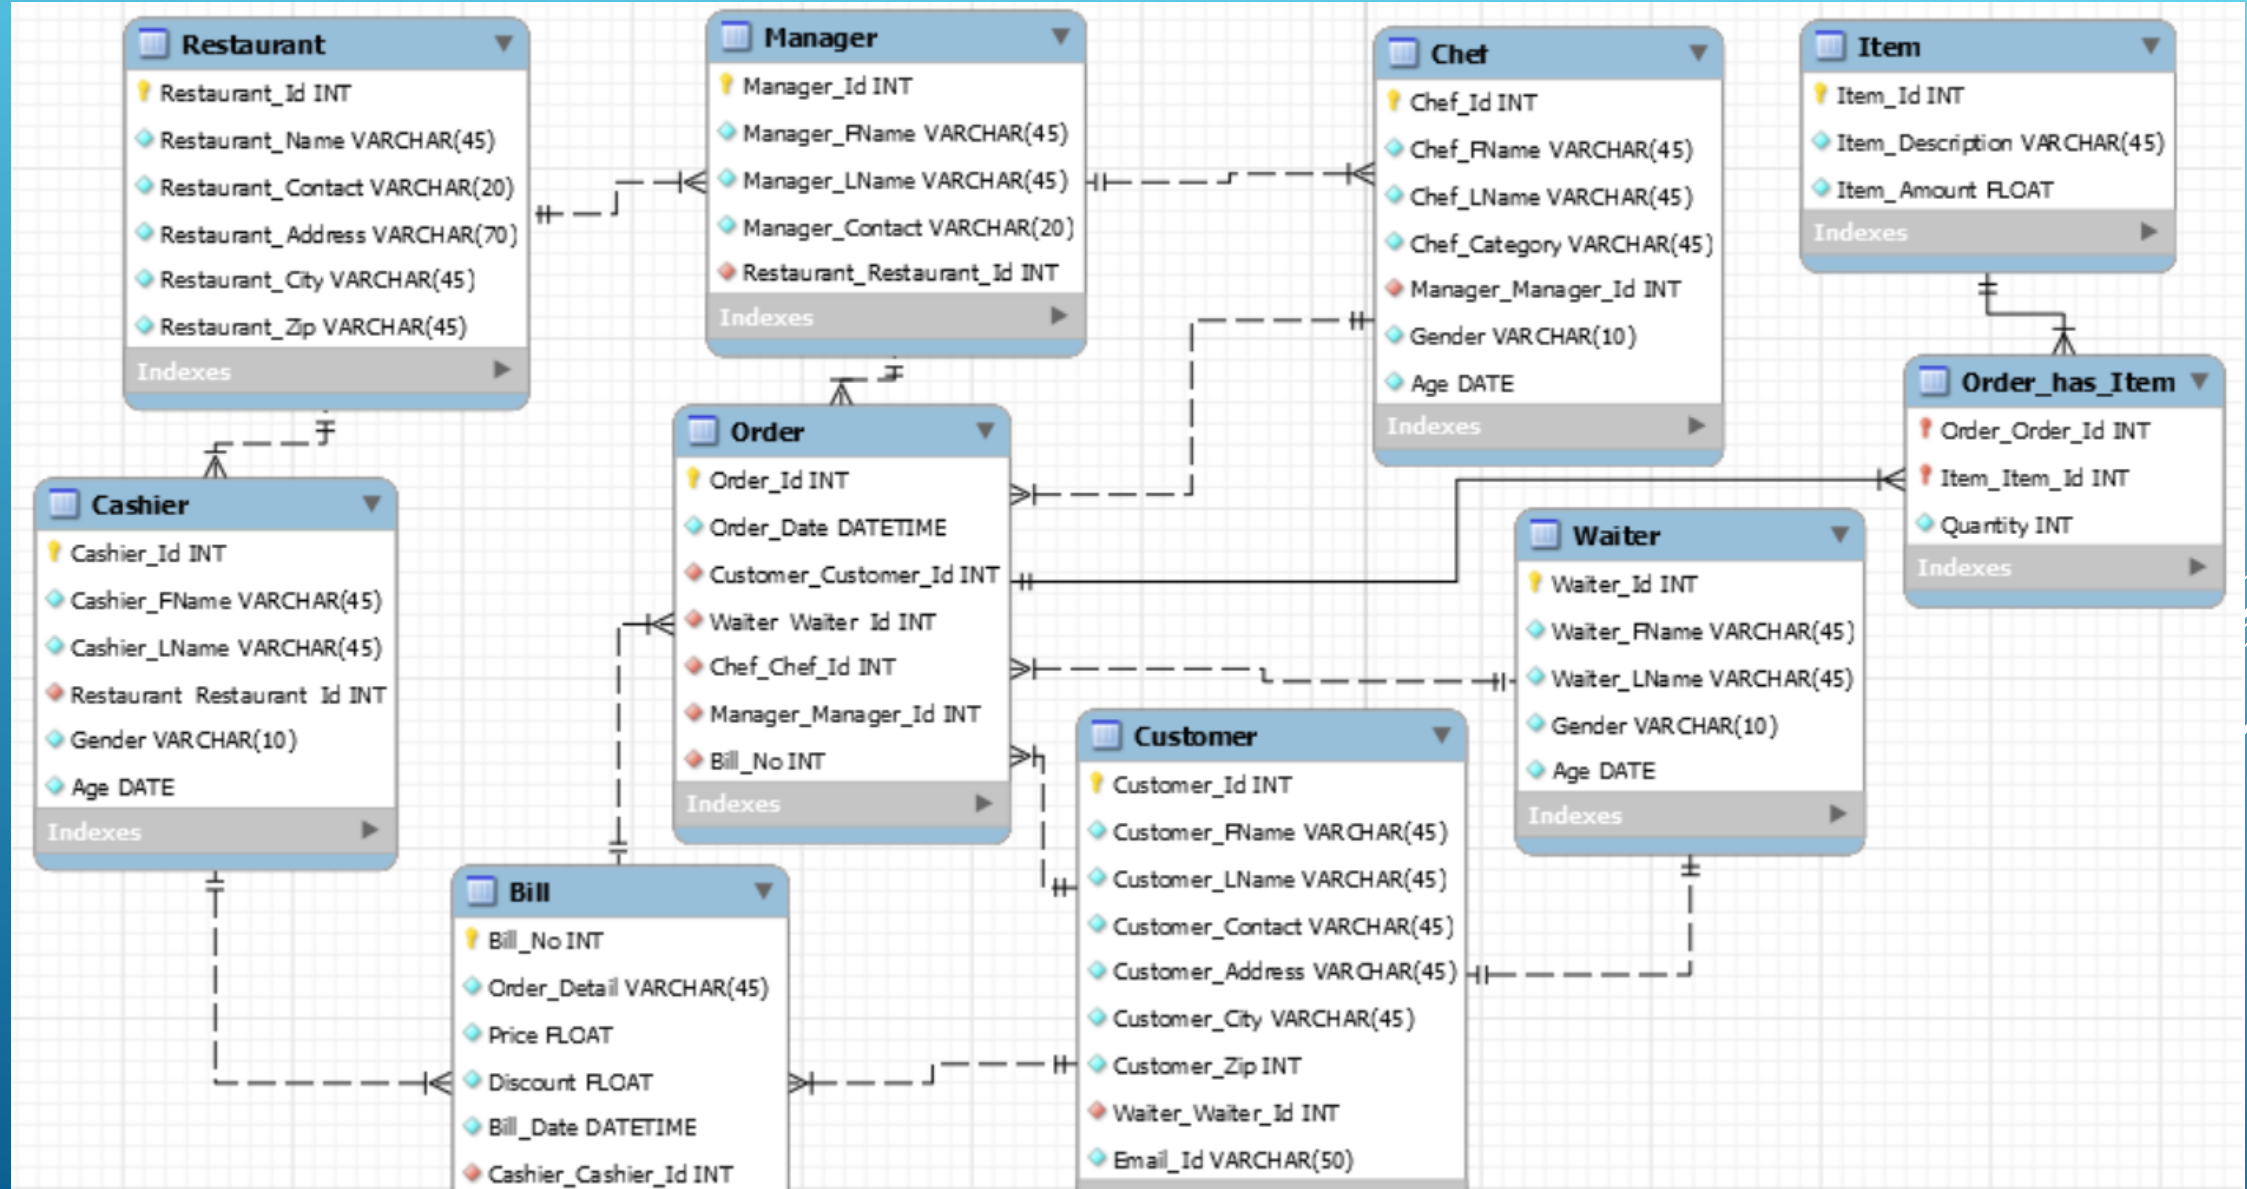 Restaurant
Restaurant_Id INT
Restaurant_Name VARCHAR(45)
Restaurant_Contact VARCHAR(20)
Restaurant_Address VARCHAR(70)
Restaurant_City VARCHAR(45)
Restaurant_Zip VARCHAR(45)
Indexes
Manager
Manager_Id INT
Manager_FName VARCHAR(45)
Manager_LName VARCHAR(45)
Manager_Contact VARCHAR(20)
Restaurant_Restaurant_Id INT
Indexes
Chef
Chef_Id INT
Chef_FName VARCHAR(45)
Chef_LName VARCHAR(45)
Chef_Category VARCHAR(45)
Manager_Manager_Id INT
Gender VARCHAR(10)
Age DATE
Indexes
Item
Item_Id INT
Item_Description VARCHAR(45)
Item_Amount FLOAT
Indexes
Order_has_Item
Order_Order_Id INT
Item_Item_Id INT
Quantity INT
Indexes
Cashier
Cashier_Id INT
Cashier_FName VARCHAR(45)
Cashier_LName VARCHAR(45)
Restaurant_Restaurant_Id INT
Gender VARCHAR(10)
Age DATE
Indexes
Order
Order_Id INT
Order_Date DATETIME
Customer_Customer_Id INT
Waiter_Waiter_Id INT
Chef_Chef_Id INT
Manager_Manager_Id INT
Bill_No INT
Indexes
Waiter
Waiter_Id INT
Waiter_FName VARCHAR(45)
Waiter_LName VARCHAR(45)
Gender VARCHAR(10)
Age DATE
Indexes
Customer
Customer_Id INT
Customer_FName VARCHAR(45)
Customer_LName VARCHAR(45)
Customer_Contact VARCHAR(45)
Customer_Address VARCHAR(45)
Customer_City VARCHAR(45)
Customer_Zip INT
Waiter_Waiter_Id INT
Email_Id VARCHAR(50)
Bill
Bill_No INT
Order_Detail VARCHAR(45)
Price FLOAT
Discount FLOAT
Bill_Date DATETIME
Cashier_Cashier_Id INT